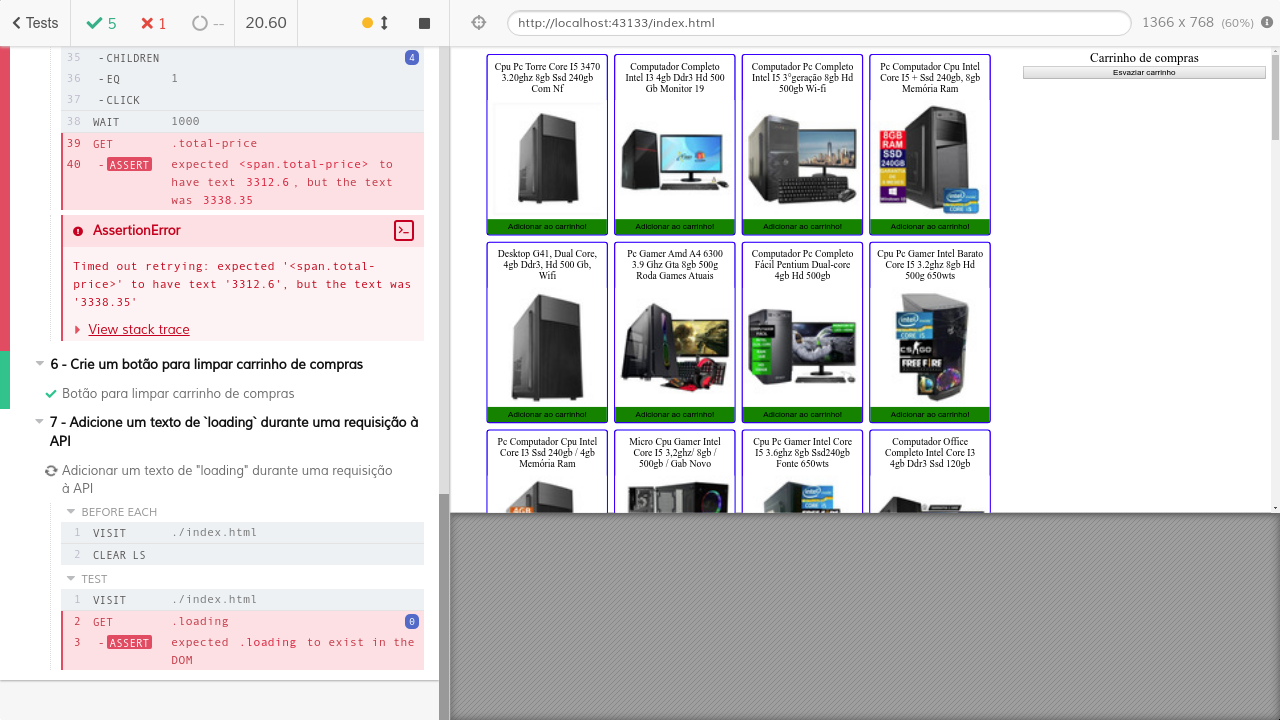 Tests
5
1
--
20.60
http://localhost:43133/index.html
1366 x 768 (60%)
35 - CHILDREN 4
36 - EQ 1
37 - CLICK
38 WAIT 1000
39 GET .total-price
40 - ASSERT expected <span.total-price> to
have text 3312.6, but the text
was 3338.35
AssertionError
Timed out retrying: expected '<span.total-
price>' to have text '3312.6', but the text was
'3338.35'
View stack trace
6 - Crie um botão para limpar carrinho de compras
Botão para limpar carrinho de compras
7 - Adicione um texto de `loading` durante uma requisição à
API
Adicionar um texto de "loading" durante uma requisição
à API
BEFORE EACH
1 VISIT ./index.html
2 CLEAR LS
TEST
1 VISIT ./index.html
2 GET .loading 0
3 - ASSERT expected .loading to exist in the
DOM
Cpu Pc Torre Core I5 3470
3.20ghz 8gb Ssd 240gb
Com Nf
Adicionar ao carrinho!
Computador Completo
Intel I3 4gb Ddr3 Hd 500
Gb Monitor 19
Adicionar ao carrinho!
Computador Pc Completo
Intel I5 3°geração 8gb Hd
500gb Wi-fi
Adicionar ao carrinho!
Pc Computador Cpu Intel
Core I5 + Ssd 240gb, 8gb
Memória Ram
8GB
RAM
SSD
240GB
Adicionar ao carrinho!
Carrinho de compras
Esvaziar carrinho
Desktop G41, Dual Core,
4gb Ddr3, Hd 500 Gb,
Wifi
Adicionar ao carrinho!
Pc Gamer Amd A4 6300
3.9 Ghz Gta 8gb 500g
Roda Games Atuais
Adicionar ao carrinho!
Computador Pc Completo
Fácil Pentium Dual-core
4gb Hd 500gb
Adicionar ao carrinho!
Cpu Pc Gamer Intel Barato
Core I5 3.2ghz 8gb Hd
500g 650wts
CS:GO
FREE FIRE
Adicionar ao carrinho!
Pc Computador Cpu Intel
Core I3 Ssd 240gb / 4gb
Memória Ram
Micro Cpu Gamer Intel
Core I5 3,2ghz/ 8gb /
500gb / Gab Novo
Cpu Pc Gamer Intel Core
I5 3.6ghz 8gb Ssd240gb
Fonte 650wts
Computador Office
Completo Intel Core I3
4gb Ddr3 Ssd 120gb